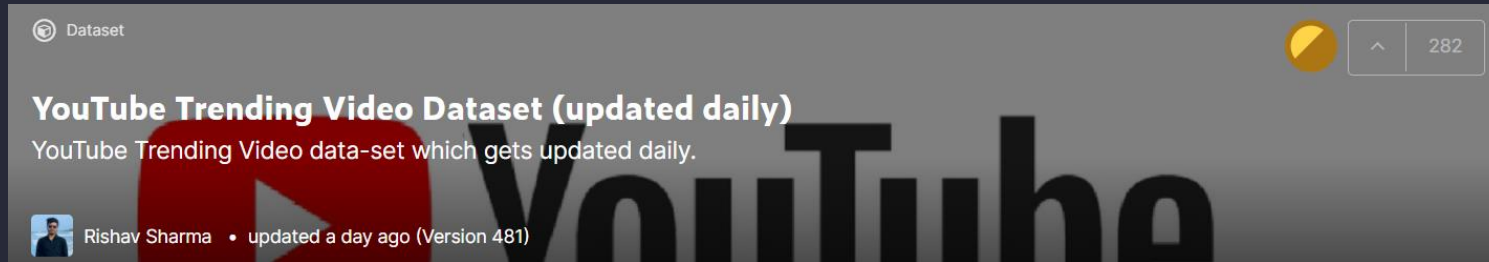 Dataset
282
YouTube Trending Video Dataset (updated daily)
YouTube Trending Video data-set which gets updated daily.
YouTube
Rishav Sharma • updated a day ago (Version 481)